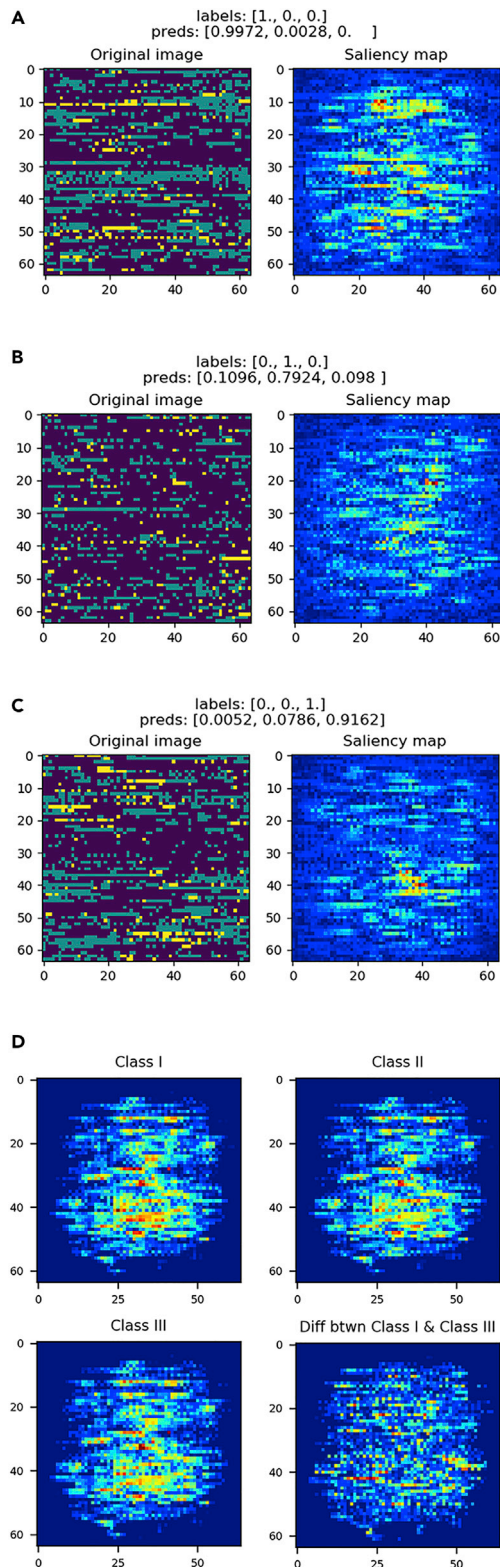 A
labels: [1., 0., 0.]
preds: [0.9972, 0.0028, 0. ]
Original image Saliency map
0 0
10 10
20 20
30 30
40 40
50 50
60 60
0 20 40 60 0 20 40 60
B
labels: [0., 1., 0.]
preds: [0.1096, 0.7924, 0.098 ]
Original image Saliency map
0 0
10 10
20 20
30 30
40 40
50 50
60 60
0 10 20 30 40 50 60 0 20 40 60
C
labels: [0., 0., 1.]
preds: [0.0052, 0.0786, 0.9162]
Original image Saliency map
0 0
10 10
20 20
30 30
40 40
50 50
60 60
0 20 40 60 0 20 40 60
D
Class I Class II
0 0
20 20
40 40
60 60
0 25 50 0 25 50
Class III Diff btwn Class I & Class III
0 0
20 20
40 40
60 60
0 25 50 0 25 50